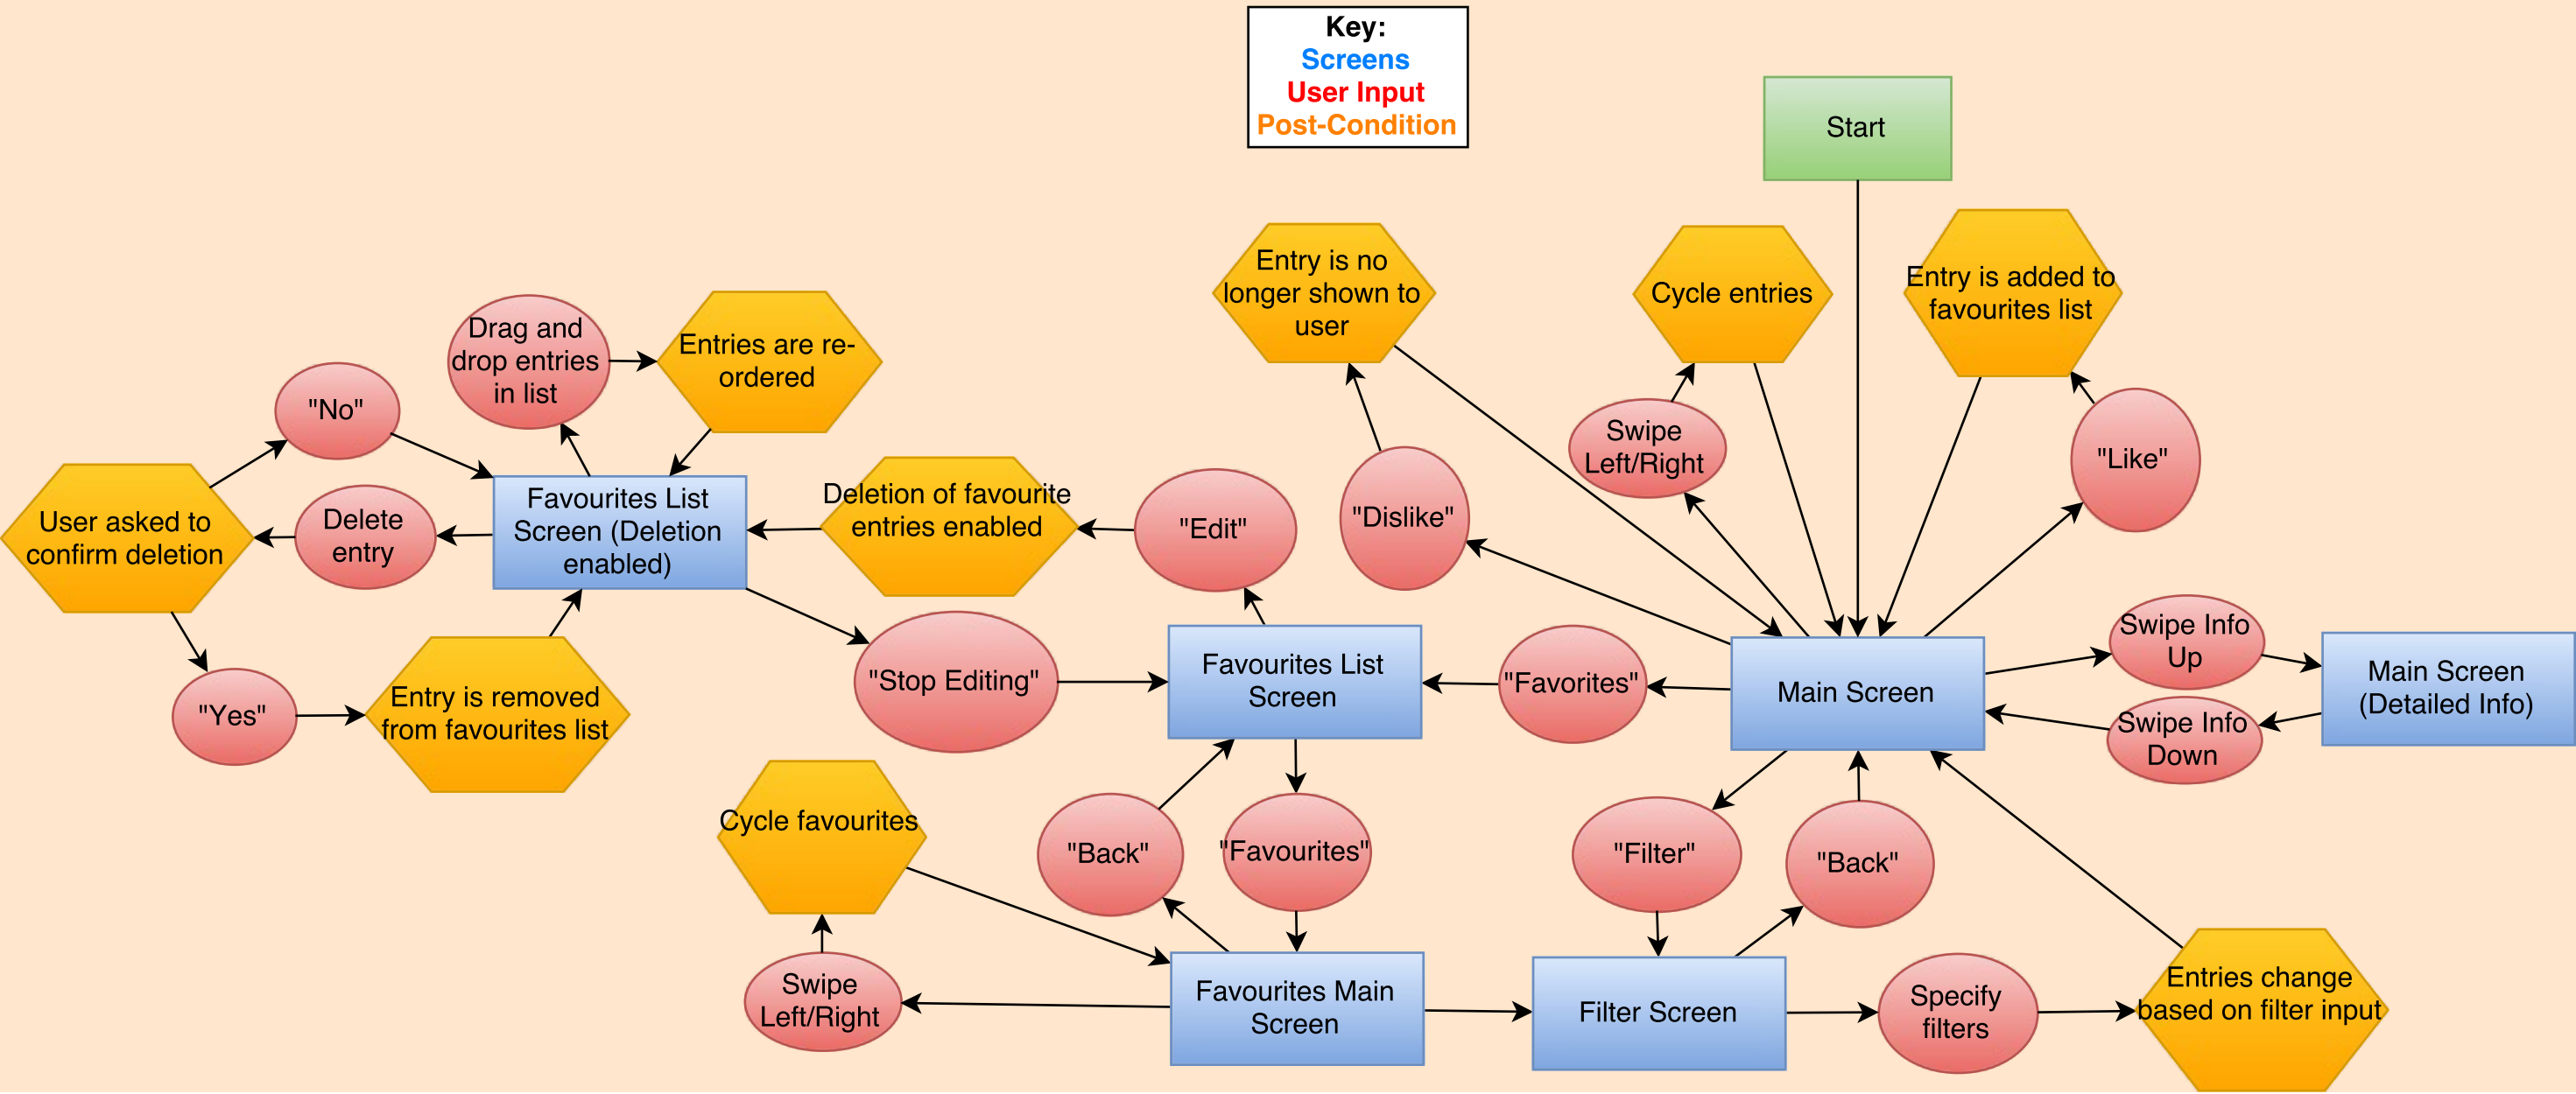 Key:
Screens
User Input
Post-Condition
Start
Entry is no
longer shown to
user
Cycle entries
Entry is added to
favourites list
Drag and
drop entries
in list
Entries are re-
ordered
"No"
Swipe
Left/Right
"Like"
User asked to
confirm deletion
Delete
entry
Favourites List
Screen (Deletion
enabled)
Deletion of favourite
entries enabled
"Edit"
"Dislike"
"Yes"
Entry is removed
from favourites list
"Stop Editing"
Favourites List
Screen
"Favorites"
Main Screen
Swipe Info
Up
Swipe Info
Down
Main Screen
(Detailed Info)
Cycle favourites
"Back"
"Favourites"
"Filter"
"Back"
Swipe
Left/Right
Favourites Main
Screen
Filter Screen
Specify
filters
Entries change
based on filter input